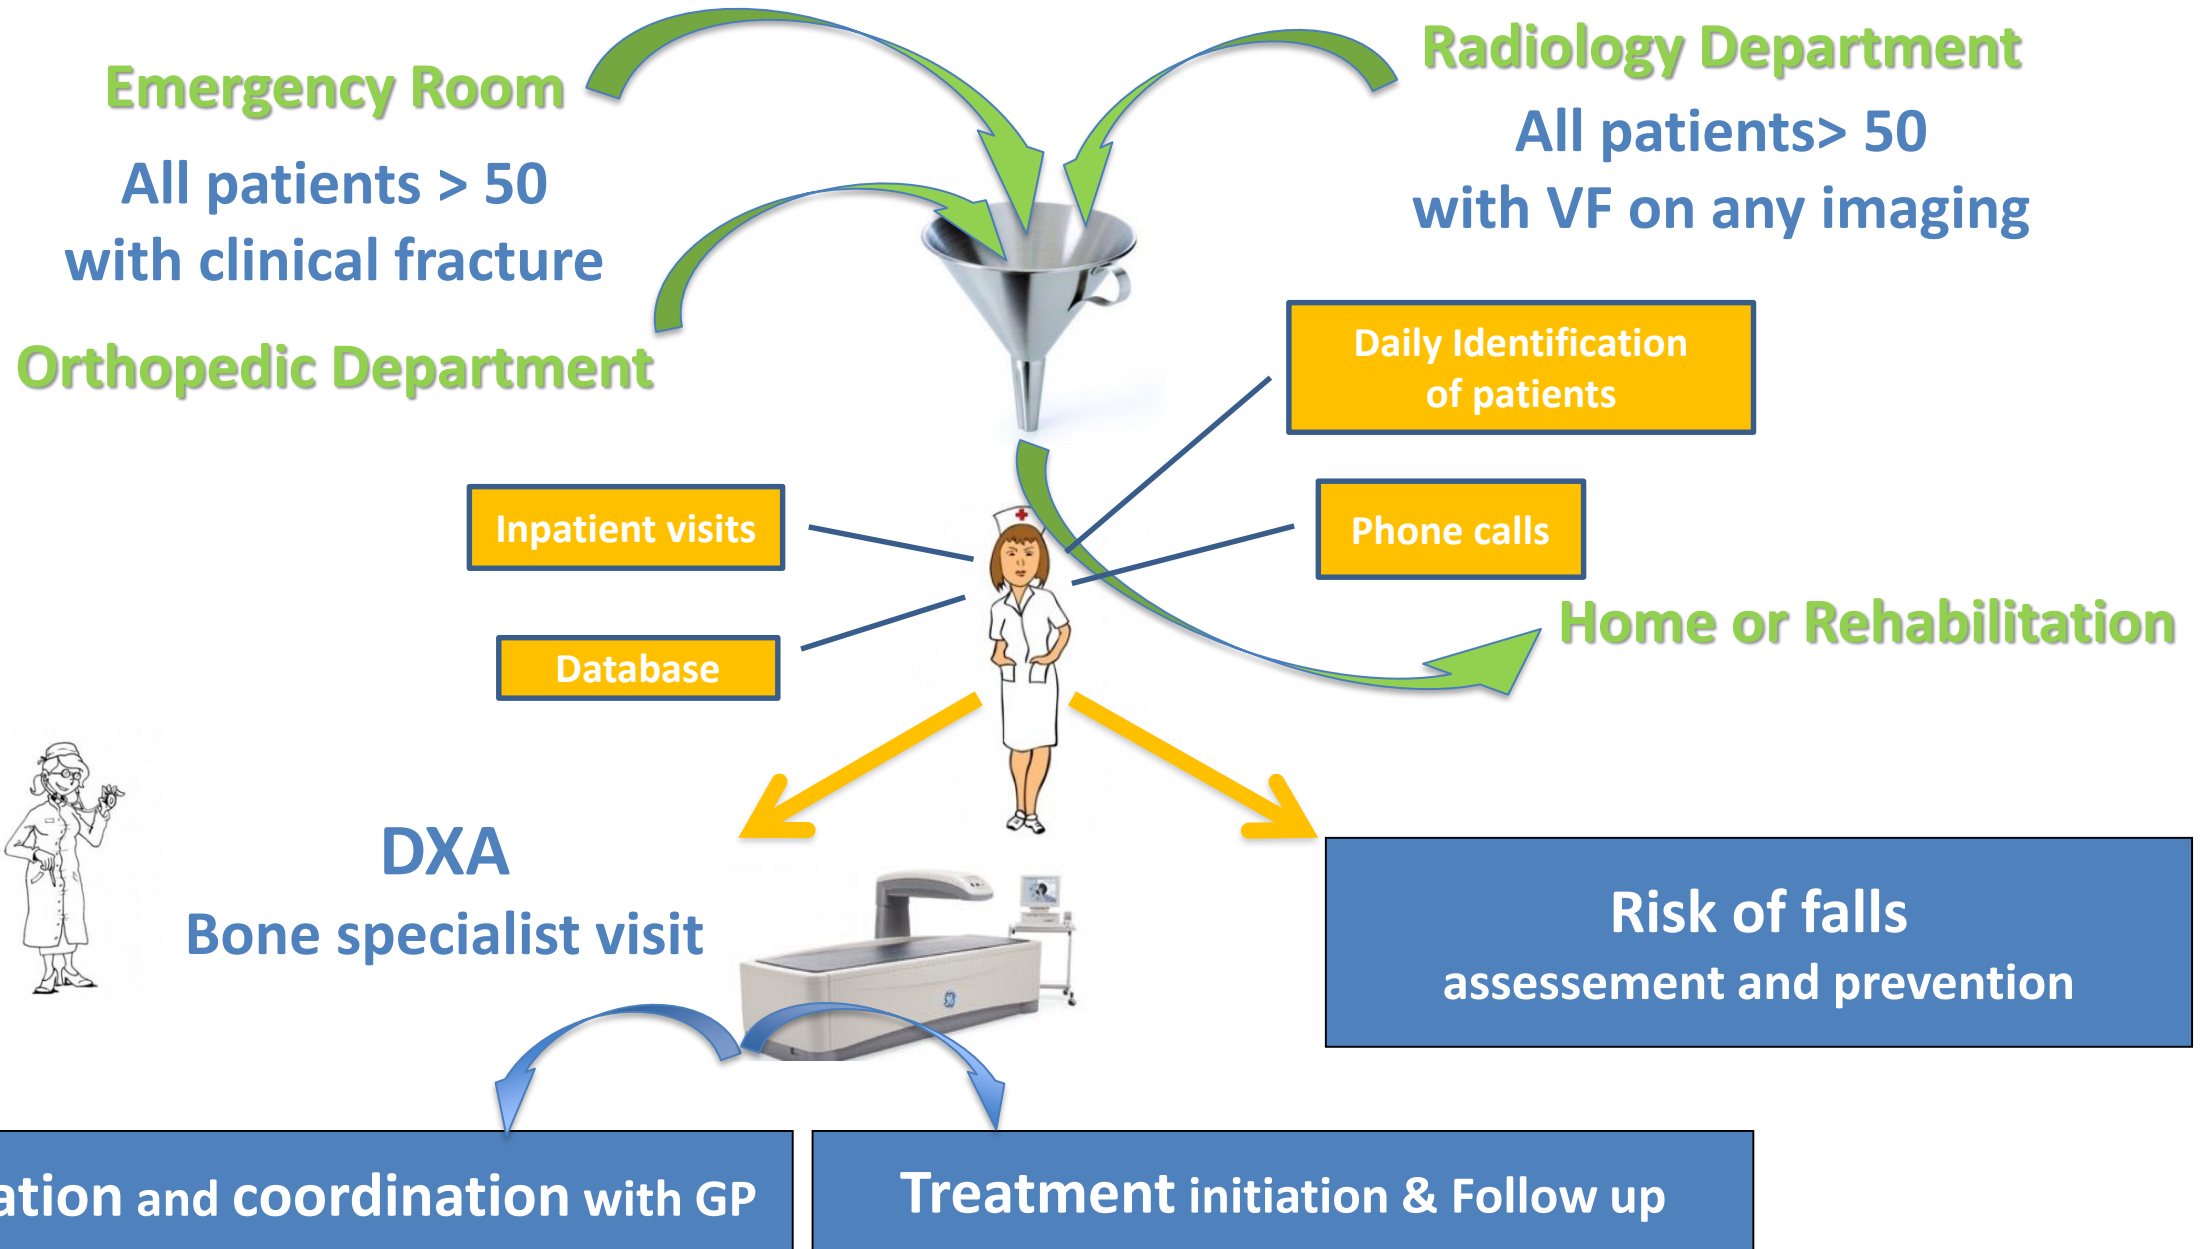 Emergency Room
All patients > 50
with clinical fracture
Orthopedic Department
Radiology Department
All patients> 50
with VF on any imaging
Daily Identification
of patients
Inpatient visits
Phone calls
Database
Home or Rehabilitation
DXA
Bone specialist visit
Risk of falls
assessement and prevention
and coordination with GP
Treatment initiation & Follow up